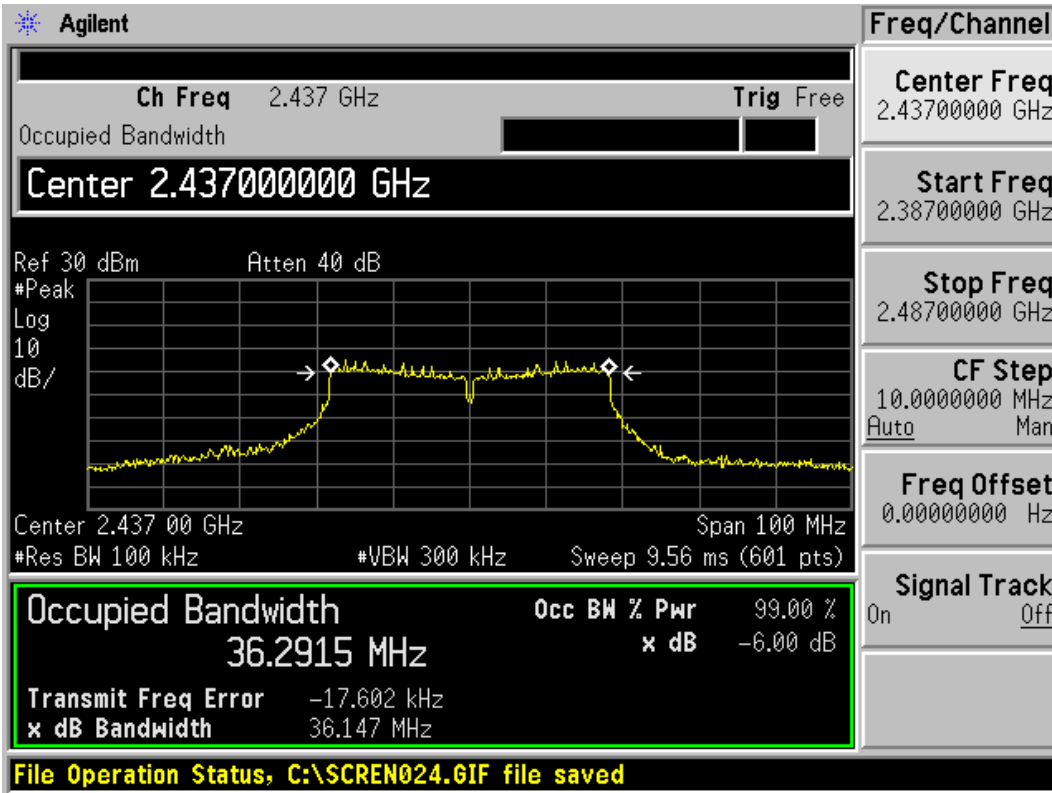 Agilent
Ch Freq 2.437 GHz Trig Free
Occupied Bandwidth
Center 2.437000000 GHz
Ref 30 dBm Atten 40 dB
#Peak
Log
10
dB/
Center 2.437 00 GHz Span 100 MHz
#Res BW 100 kHz #VBW 300 kHz Sweep 9.56 ms (601 pts)
Occupied Bandwidth Occ BW % Pwr 99.00 %
36.2915 MHz x dB -6.00 dB
Transmit Freq Error -17.602 kHz
x dB Bandwidth 36.147 MHz
File Operation Status, C:\SCREN024.GIF file saved
Freq/Channel
Center Freq
2.43700000 GHz
Start Freq
2.38700000 GHz
Stop Freq
2.48700000 GHz
CF Step
10.0000000 MHz
Auto Man
Freq Offset
0.00000000 Hz
Signal Track
On Off